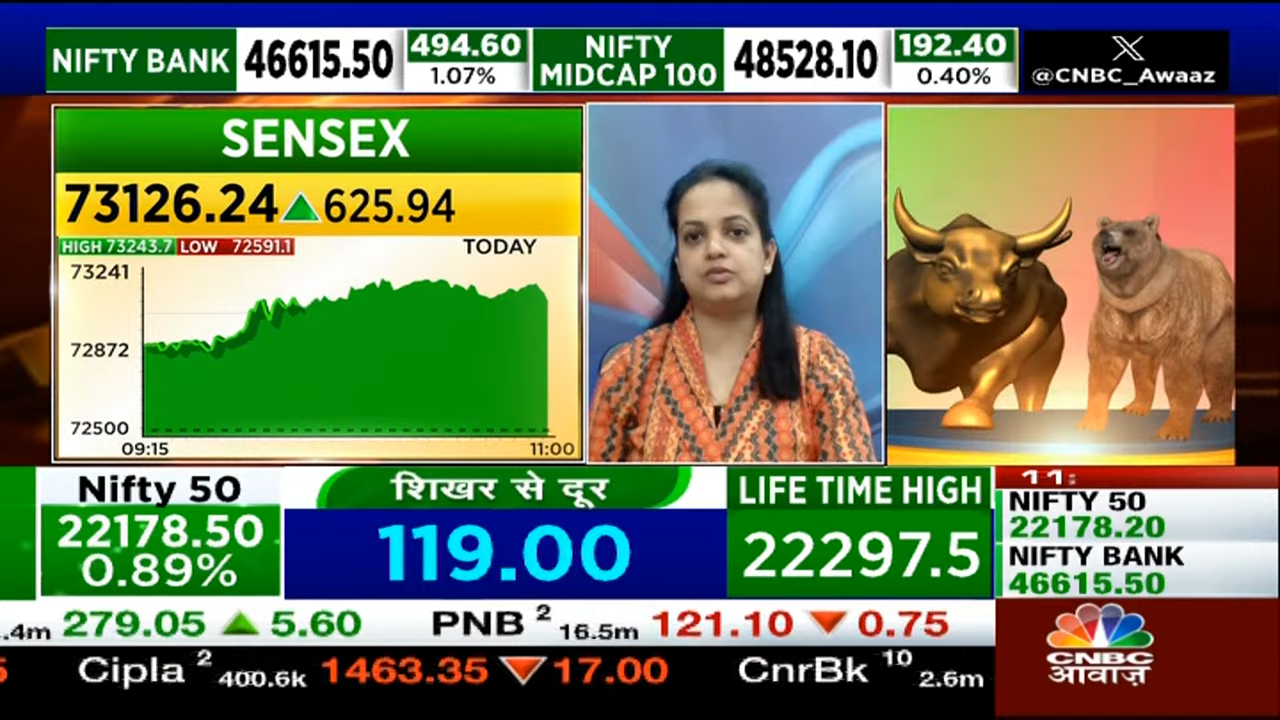 NIFTY BANK 46615.50 494.60 1.07% NIFTY MIDCAP 100 48528.10 192.40 0.40%
@CNBC_Awaaz
SENSEX
73126.24 625.94
HIGH 73243.7 LOW 72591.1 TODAY
73241
72872
72500
09:15 11:00
Nifty 50
22178.50
0.89%
शिखर से दूर
119.00
LIFE TIME HIGH
22297.5
11:
NIFTY 50
22178.20
NIFTY BANK
46615.50
.4m 279.05 5.60 PNB 2 16.5m 121.10 0.75
5 Cipla 2 400.6k 1463.35 17.00 CnrBk 10 2.6m
CNBC
आवाज़